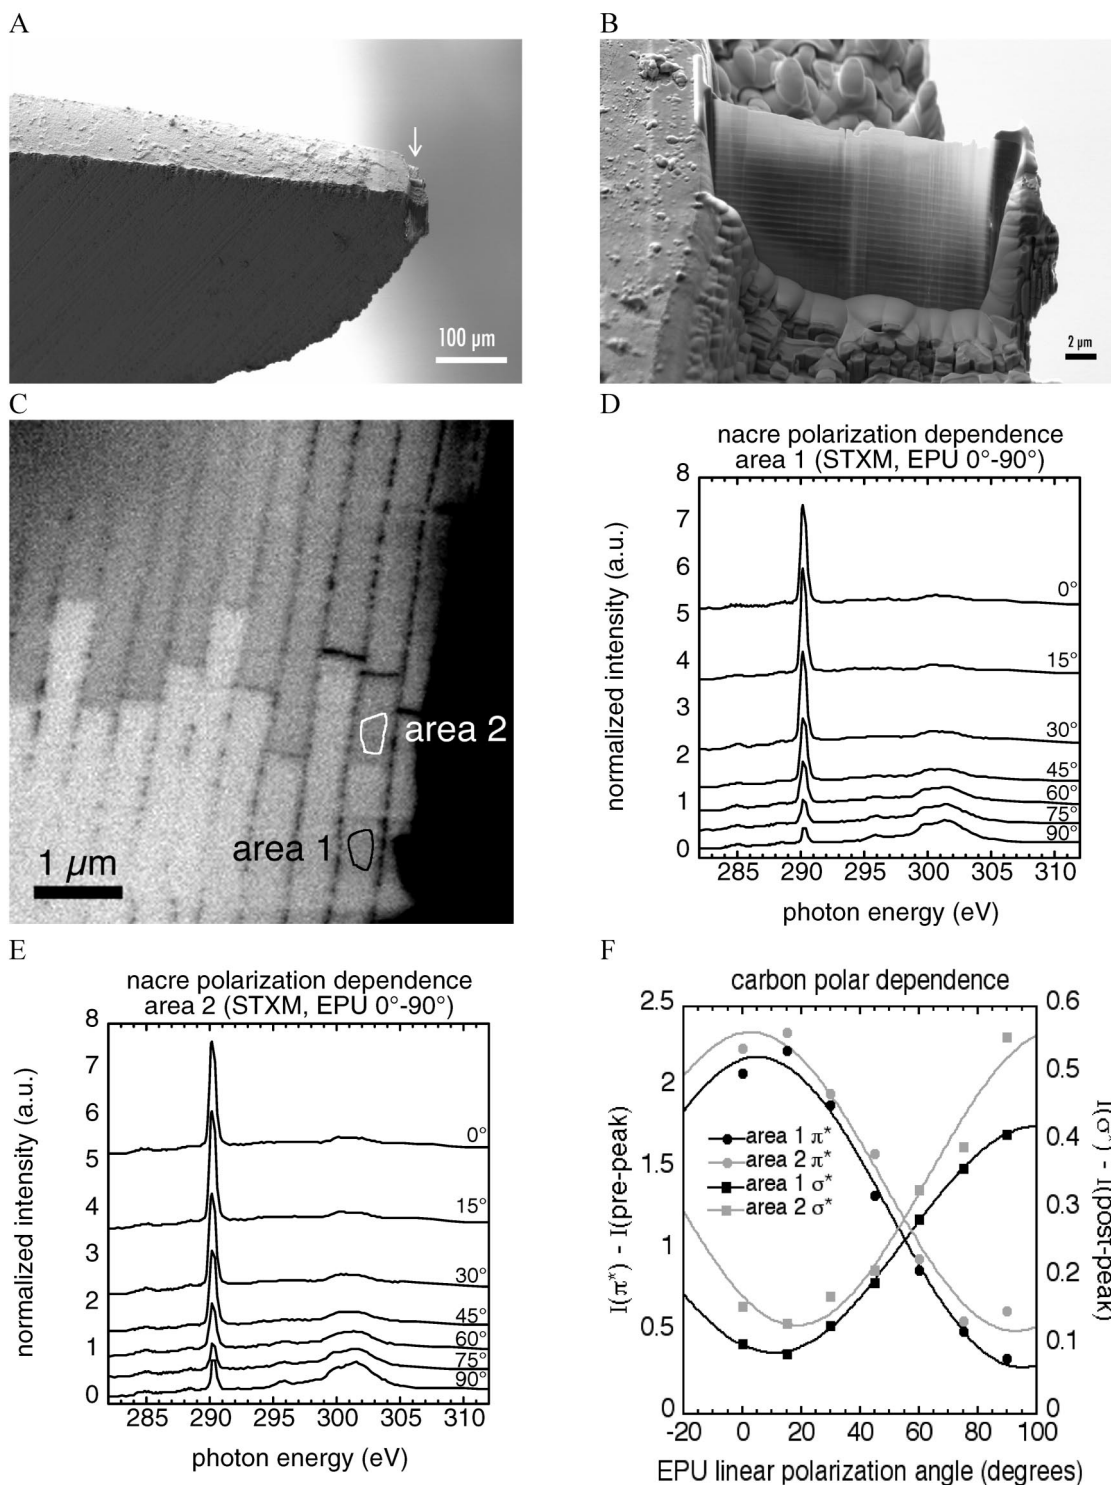 A
100 µm
B
2 µm
C
area 2
area 1
1 µm
D
nacre polarization dependence
area 1 (STXM, EPU 0°-90°)
normalized intensity (a.u.)
8
7
6
5
4
3
2
1
0
0°
15°
30°
45°
60°
75°
90°
285 290 295 300 305 310
photon energy (eV)
E
nacre polarization dependence
area 2 (STXM, EPU 0°-90°)
normalized intensity (a.u.)
8
7
6
5
4
3
2
1
0
0°
15°
30°
45°
60°
75°
90°
285 290 295 300 305 310
photon energy (eV)
F
carbon polar dependence
I(π*) - I(pre-peak)
2.5
2
1.5
1
0.5
0
area 1 π*
area 2 π*
area 1 σ*
area 2 σ*
0.6
0.5
0.4
0.3
0.2
0.1
0
I(σ*) - I(post-peak)
-20 0 20 40 60 80 100
EPU linear polarization angle (degrees)